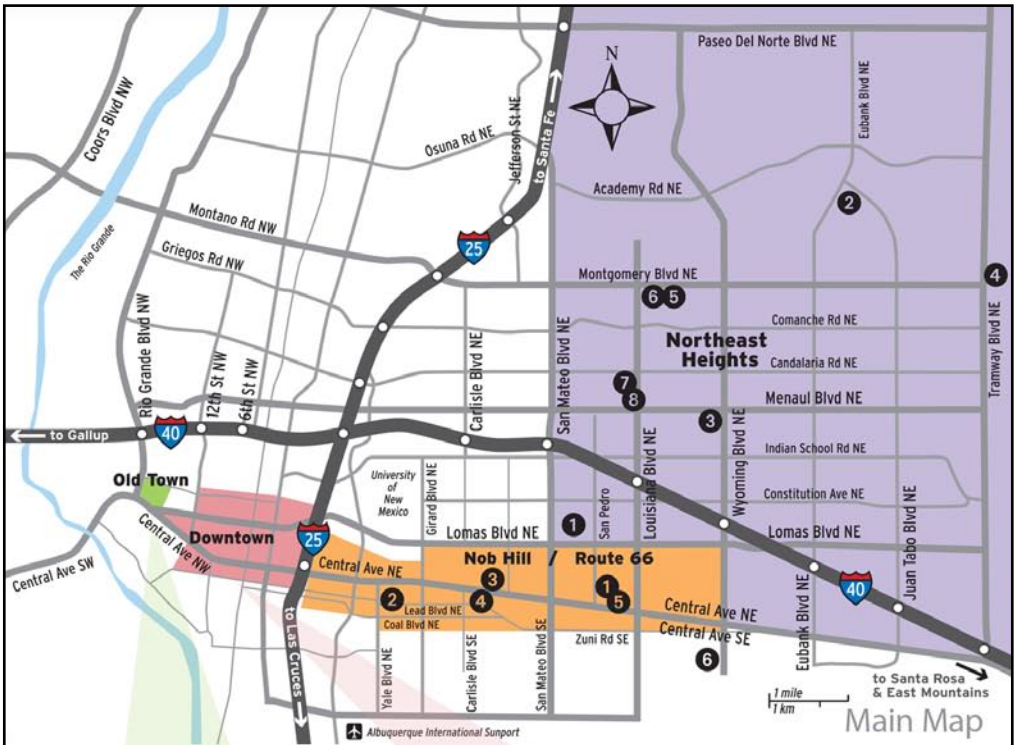 Paseo Del Norte Blvd NE
Coors Blvd NW
N
Eubank Blvd NE
Osuna Rd NE
Jefferson St NE
to Santa Fe
Academy Rd NE
2
Montano Rd NW
The Rio Grande
Griegos Rd NW
25
Montgomery Blvd NE
4
6 5
Comanche Rd NE
Northeast
Heights
Rio Grande Blvd NW
12th St NW
6th St NW
Carlisle Blvd NE
San Mateo Blvd NE
Candalaria Rd NE
Tramway Blvd NE
7
8
Menaul Blvd NE
3
to Gallup
40
Indian School Rd NE
Old Town
University
of
New
Mexico
Girard Blvd NE
San Pedro
Louisiana Blvd NE
Wyoming Blvd NE
Constitution Ave NE
1
Lomas Blvd NE
Lomas Blvd NE
Downtown
25
Central Ave NW
Central Ave SW
Central Ave NE
Nob Hill / Route 66
3
1
2
4
5
Lead Blvd NE
Coal Blvd NE
Central Ave NE
Central Ave SE
Zuni Rd SE
40
Juan Tabo Blvd NE
Eubank Blvd NE
6
to Las Cruces
Yale Blvd NE
Carlisle Blvd SE
San Mateo Blvd SE
to Santa Rosa
& East Mountains
1 mile
1 km
Albuquerque International Sunport
Main Map